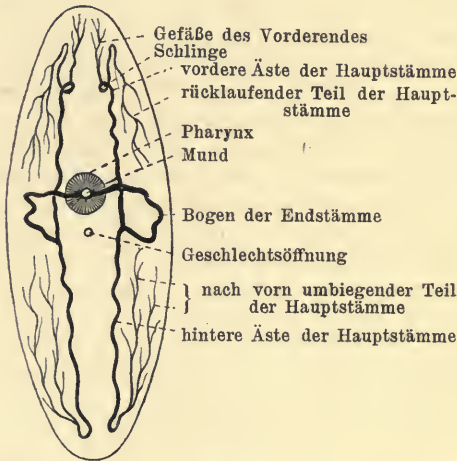 Gefäße des Vorderendes
Schlinge
vordere Äste der Hauptstämme
rücklaufender Teil der Haupt-
stämme
Pharynx
Mund
Bogen der Endstämme
Geschlechtsöffnung
} nach vorn umbiegender Teil
der Hauptstämme
hintere Äste der Hauptstämme